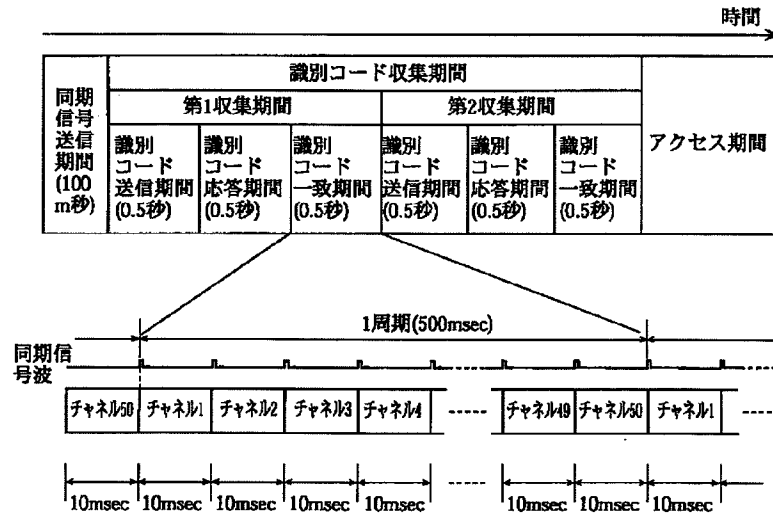 時間
識別コード収集期間
第1収集期間
第2収集期間
同期
信号
送信
期間
(100
m秒)
識別
コード
送信期間
(0.5秒)
識別
コード
応答期間
(0.5秒)
識別
コード
一致期間
(0.5秒)
識別
コード
送信期間
(0.5秒)
識別
コード
応答期間
(0.5秒)
識別
コード
一致期間
(0.5秒)
アクセス期間
1周期(500msec)
同期信
号波
チャネル50
チャネル1
チャネル2
チャネル3
チャネル4
チャネル49
チャネル50
チャネル1
10msec
10msec
10msec
10msec
10msec
10msec
10msec
10msec